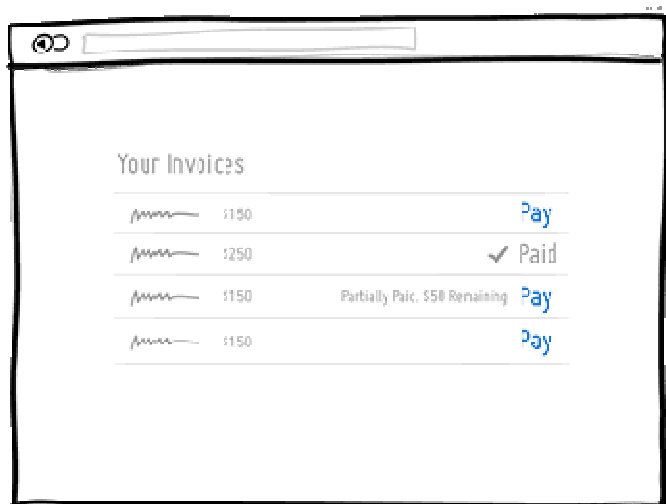 Your Invoices
$150 Pay
$250 ✔ Paid
$150 Partially Paid. $50 Remaining Pay
$150 Pay